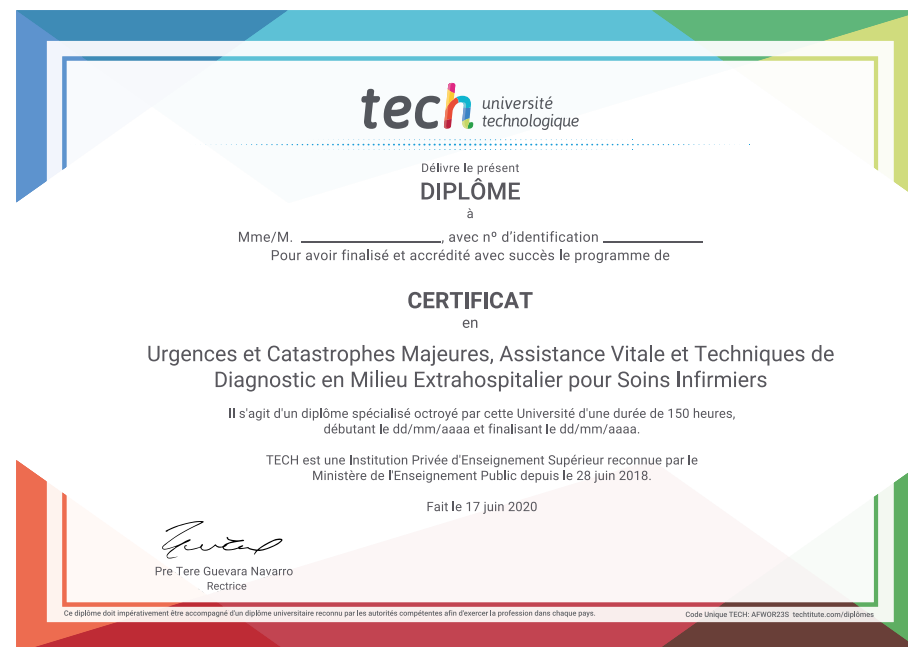 tech université
technologique
Délivre le présent
DIPLÔME
à
Mme/M. ____________________, avec nº d'identification ______________
Pour avoir finalisé et accrédité avec succès le programme de
CERTIFICAT
en
Urgences et Catastrophes Majeures, Assistance Vitale et Techniques de
Diagnostic en Milieu Extrahospitalier pour Soins Infirmiers
Il s'agit d'un diplôme spécialisé octroyé par cette Université d'une durée de 150 heures,
débutant le dd/mm/aaaa et finalisant le dd/mm/aaaa.
TECH est une Institution Privée d'Enseignement Supérieur reconnue par le
Ministère de l'Enseignement Public depuis le 28 juin 2018.
Fait le 17 juin 2020
Pre Tere Guevara Navarro
Rectrice
Ce diplôme doit impérativement être accompagné d'un diplôme universitaire reconnu par les autorités compétentes afin d'exercer la profession dans chaque pays.
Code Unique TECH: AFWOR23S techtitute.com/diplômes